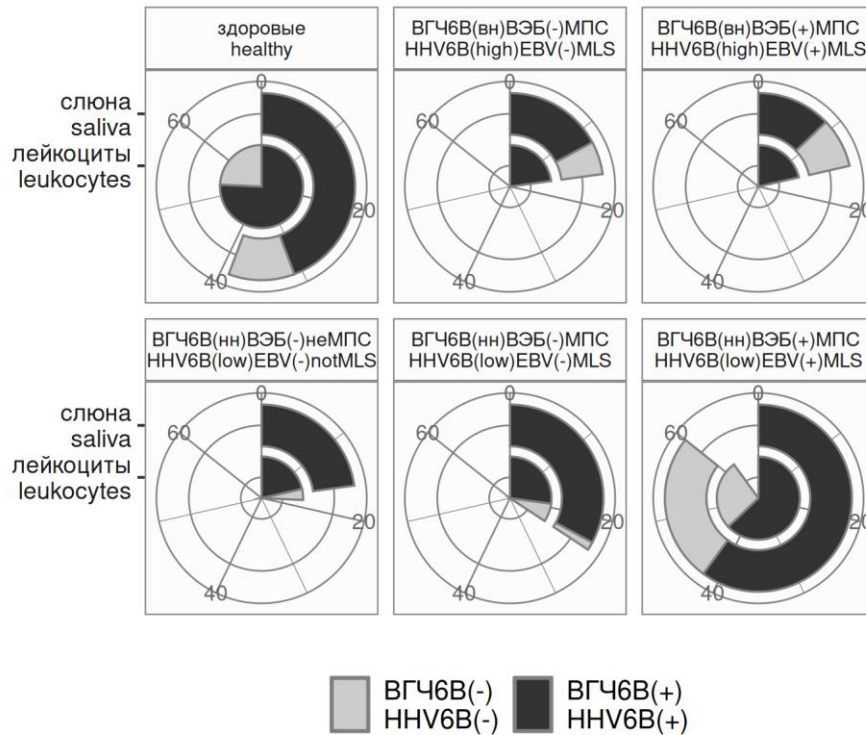 здоровые
healthy
ВГЧ6В(вн)ВЭБ(-)МПС
HHV6B(high)EBV(-)MLS
ВГЧ6В(вн)ВЭБ(+)МПС
HHV6B(high)EBV(+)MLS
слюна
saliva
лейкоциты
leukocytes
0
20
40
60
0
20
40
60
0
20
40
60
ВГЧ6В(нн)ВЭБ(-)неМПС
HHV6B(low)EBV(-)notMLS
ВГЧ6В(нн)ВЭБ(-)МПС
HHV6B(low)EBV(-)MLS
ВГЧ6В(нн)ВЭБ(+)МПС
HHV6B(low)EBV(+)MLS
слюна
saliva
лейкоциты
leukocytes
0
20
40
60
0
20
40
60
0
20
40
60
ВГЧ6В(-)
HHV6B(-)
ВГЧ6В(+)
HHV6B(+)